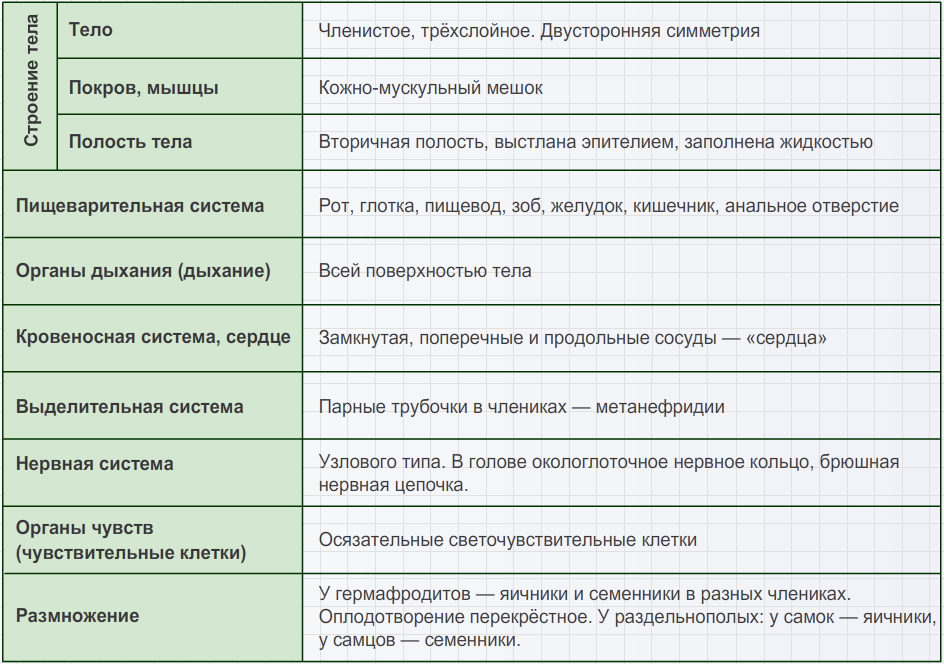 Строение тела
Тело
Членистое, трёхслойное. Двусторонняя симметрия
Покров, мышцы
Кожно-мускульный мешок
Полость тела
Вторичная полость, выстлана эпителием, заполнена жидкостью
Пищеварительная система
Рот, глотка, пищевод, зоб, желудок, кишечник, анальное отверстие
Органы дыхания (дыхание)
Всей поверхностью тела
Кровеносная система, сердце
Замкнутая, поперечные и продольные сосуды — «сердца»
Выделительная система
Парные трубочки в члениках — метанефридии
Нервная система
Узлового типа. В голове окологлоточное нервное кольцо, брюшная
нервная цепочка.
Органы чувств
(чувствительные клетки)
Осязательные светочувствительные клетки
Размножение
У гермафродитов — яичники и семенники в разных члениках.
Оплодотворение перекрёстное. У раздельнополых: у самок — яичники,
у самцов — семенники.